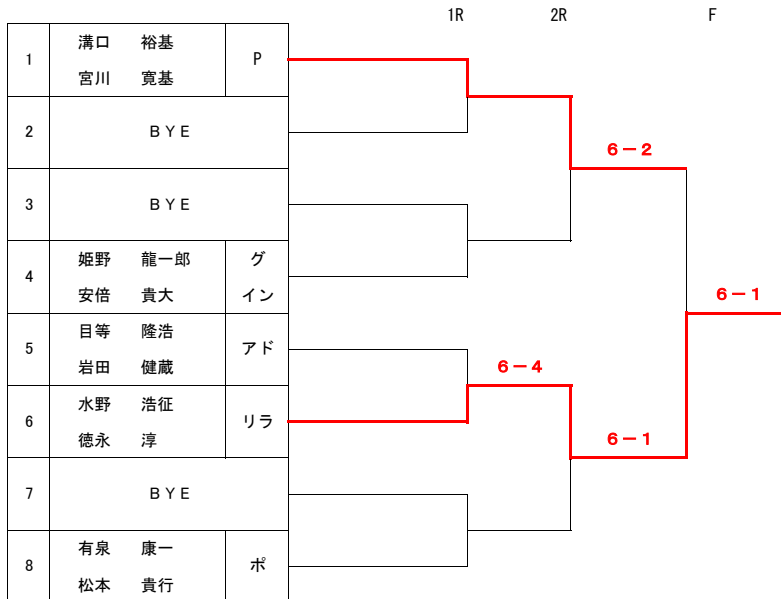 1R 2R F
1 溝口 裕基 P
宮川 寛基
2 BYE
6-2
3 BYE
4 姫野 龍一郎 グ
安倍 貴大 イン
6-1
5 目等 隆浩 アド
岩田 健蔵
6-4
6 水野 浩征 リラ
徳永 淳
6-1
7 BYE
8 有泉 康一 ポ
松本 貴行